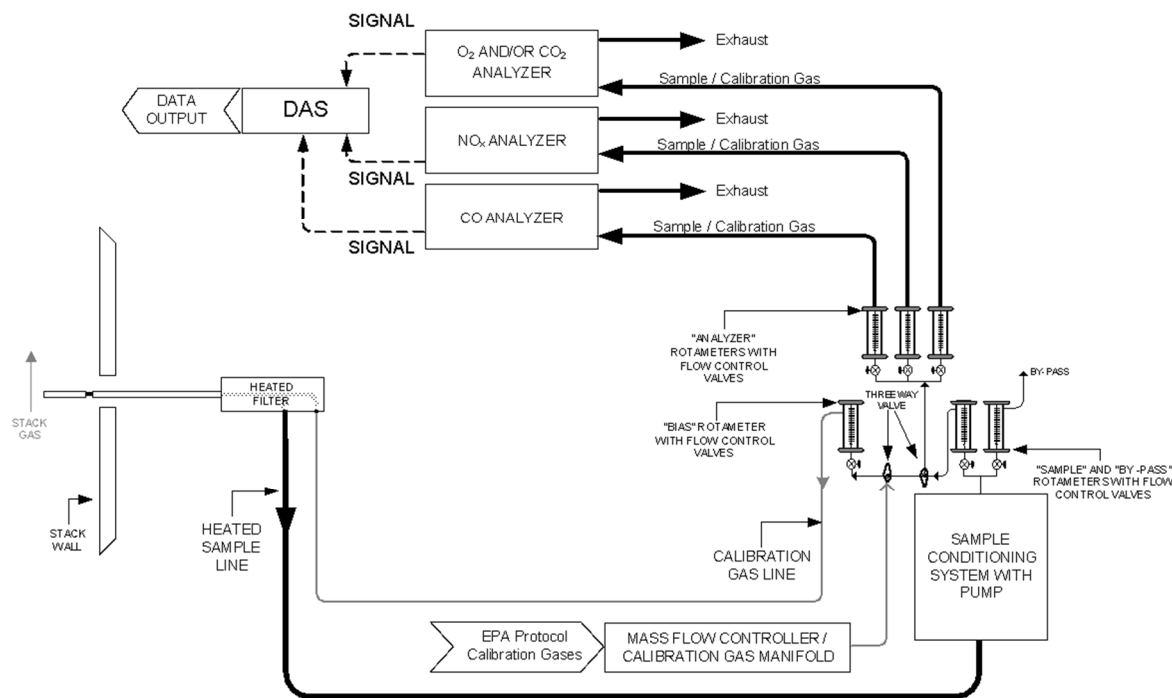 SIGNAL
O₂ AND/OR CO₂
ANALYZER
Exhaust
Sample / Calibration Gas
DATA
OUTPUT
DAS
NOₓ ANALYZER
Exhaust
Sample / Calibration Gas
SIGNAL
CO ANALYZER
Exhaust
Sample / Calibration Gas
SIGNAL
"ANALYZER"
ROTAMETERS WITH
FLOW CONTROL
VALVES
BY-PASS
HEATED
FILTER
THREE WAY
VALVE
STACK
GAS
"BIAS" ROTAMETER
WITH FLOW CONTROL
VALVES
"SAMPLE" AND "BY -PASS"
ROTAMETERS WITH FLOW
CONTROL VALVES
STACK
WALL
HEATED
SAMPLE
LINE
CALIBRATION
GAS LINE
SAMPLE
CONDITIONING
SYSTEM WITH
PUMP
EPA Protocol
Calibration Gases
MASS FLOW CONTROLLER /
CALIBRATION GAS MANIFOLD